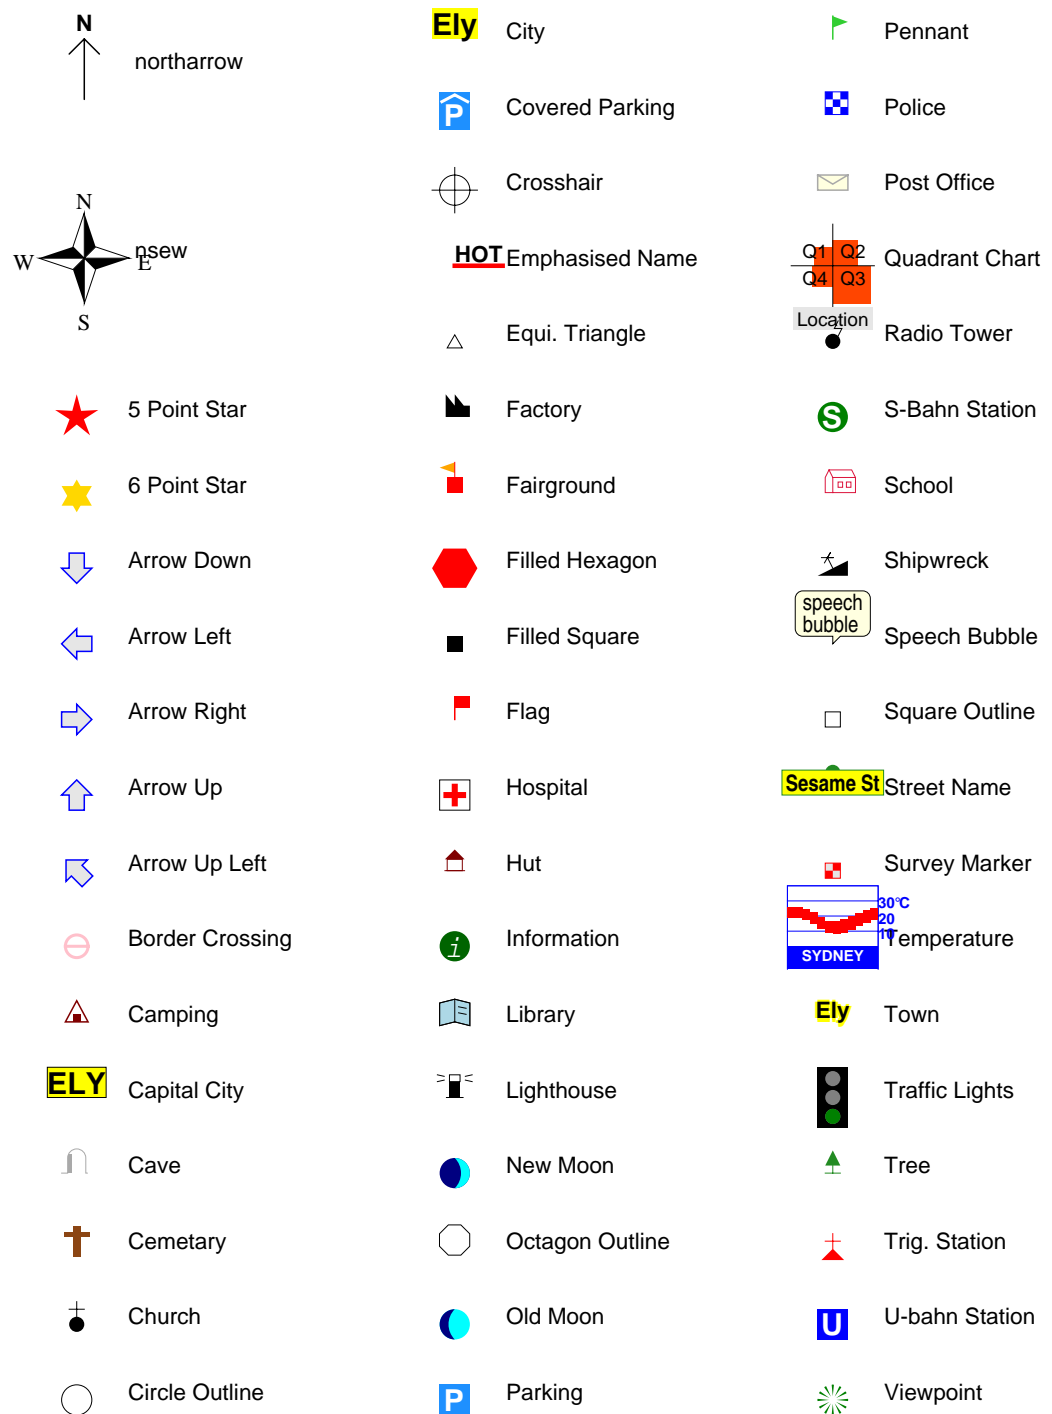 N
northarrow
N
W
E
S
nsew
5 Point Star
6 Point Star
Arrow Down
Arrow Left
Arrow Right
Arrow Up
Arrow Up Left
Border Crossing
Camping
ELY
Capital City
Cave
Cemetary
Church
Circle Outline
Ely
City
P
Covered Parking
Crosshair
HOT
Emphasised Name
Equi. Triangle
Factory
Fairground
Filled Hexagon
Filled Square
Flag
Hospital
Hut
i
Information
Library
Lighthouse
New Moon
Octagon Outline
Old Moon
P
Parking
Pennant
Police
Post Office
Q1 Q2
Q4 Q3
Location
Quadrant Chart
Radio Tower
S
S-Bahn Station
School
Shipwreck
speech
bubble
Speech Bubble
Square Outline
Sesame St
Street Name
Survey Marker
30°C
20
10
SYDNEY
Temperature
Ely
Town
Traffic Lights
Tree
Trig. Station
U
U-bahn Station
Viewpoint